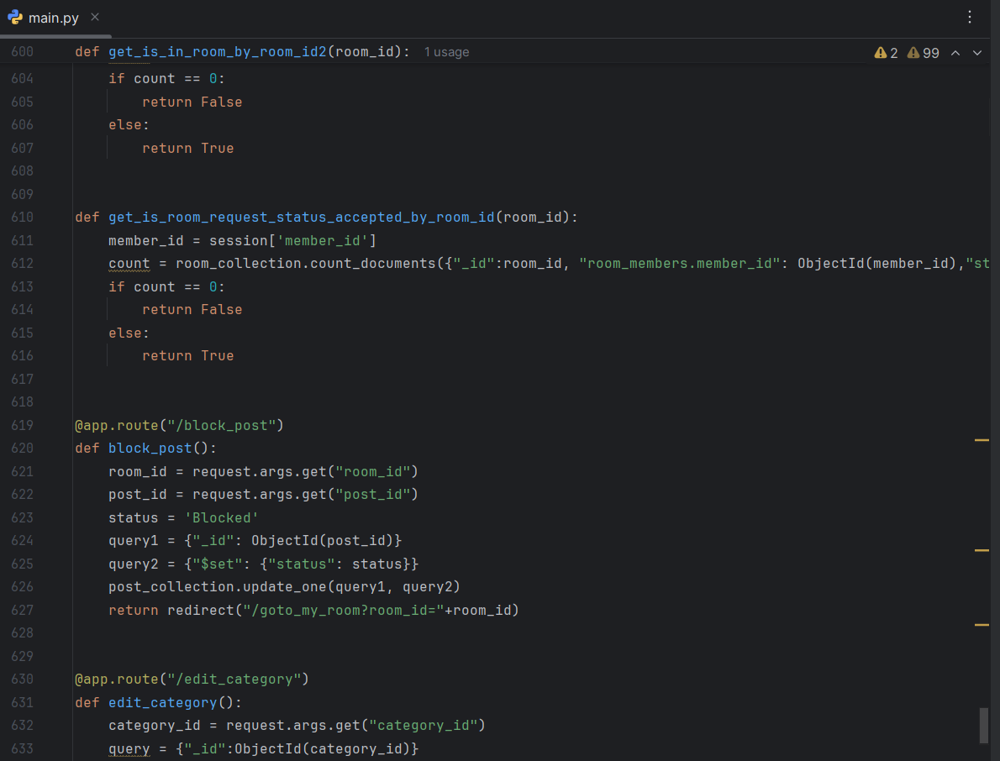 main.py
600 def get_is_in_room_by_room_id2(room_id): 1 usage 2 99
604 if count == 0:
605 return False
606 else:
607 return True
608
609
610 def get_is_room_request_status_accepted_by_room_id(room_id):
611 member_id = session['member_id']
612 count = room_collection.count_documents({"_id":room_id, "room_members.member_id": ObjectId(member_id),"st
613 if count == 0:
614 return False
615 else:
616 return True
617
618
619 @app.route("/block_post")
620 def block_post():
621 room_id = request.args.get("room_id")
622 post_id = request.args.get("post_id")
623 status = 'Blocked'
624 query1 = {"_id": ObjectId(post_id)}
625 query2 = {"$set": {"status": status}}
626 post_collection.update_one(query1, query2)
627 return redirect("/goto_my_room?room_id="+room_id)
628
629
630 @app.route("/edit_category")
631 def edit_category():
632 category_id = request.args.get("category_id")
633 query = {"_id":ObjectId(category_id)}